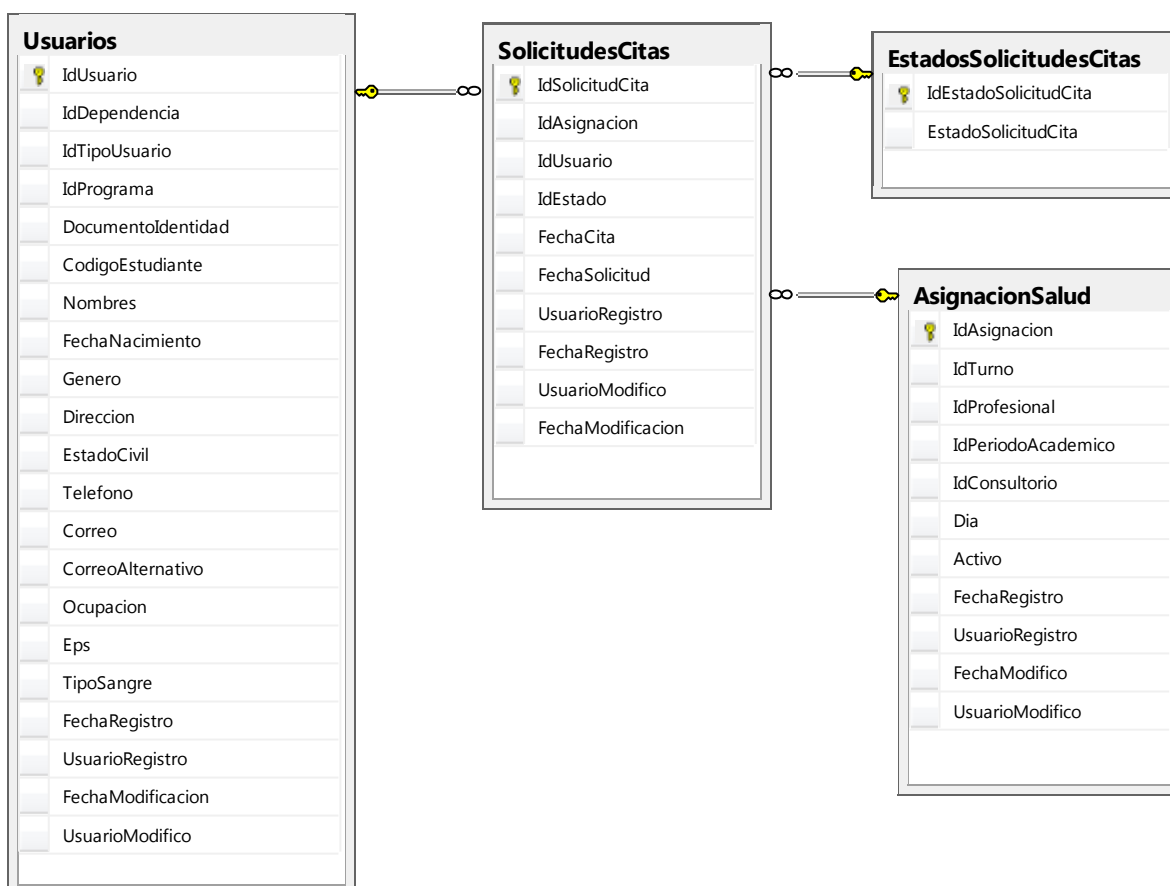 Usuarios
IdUsuario
IdDependencia
IdTipoUsuario
IdPrograma
DocumentoIdentidad
CodigoEstudiante
Nombres
FechaNacimiento
Genero
Direccion
EstadoCivil
Telefono
Correo
CorreoAlternativo
Ocupacion
Eps
TipoSangre
FechaRegistro
UsuarioRegistro
FechaModificacion
UsuarioModifico
SolicitudesCitas
IdSolicitudCita
IdAsignacion
IdUsuario
IdEstado
FechaCita
FechaSolicitud
UsuarioRegistro
FechaRegistro
UsuarioModifico
FechaModificacion
EstadosSolicitudesCitas
IdEstadoSolicitudCita
EstadoSolicitudCita
AsignacionSalud
IdAsignacion
IdTurno
IdProfesional
IdPeriodoAcademico
IdConsultorio
Dia
Activo
FechaRegistro
UsuarioRegistro
FechaModifico
UsuarioModifico